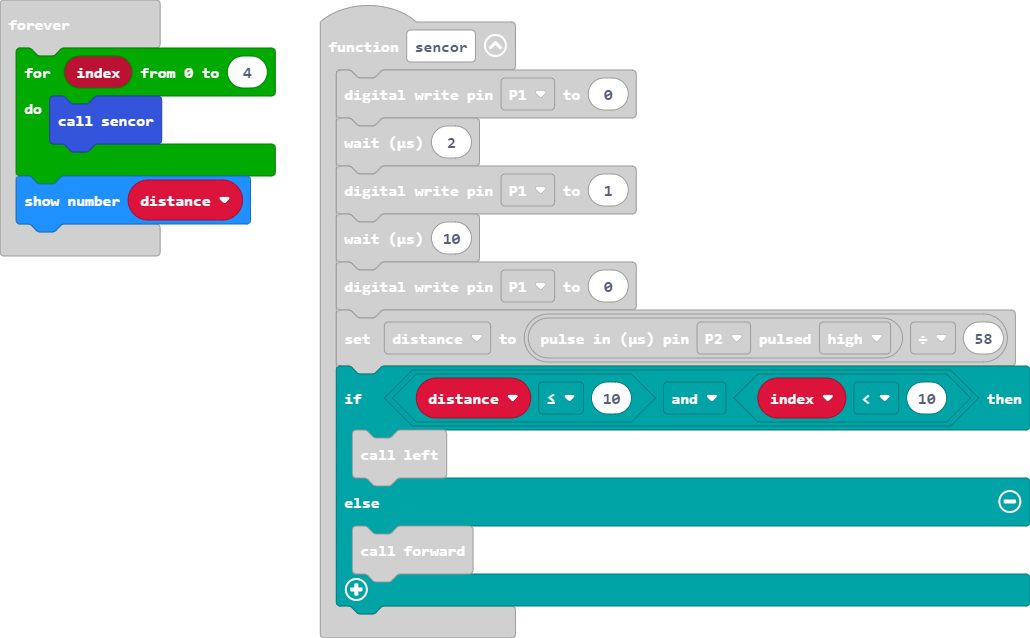 forever
for index from 0 to 4
do
call sencor
show number distance
function sencor
digital write pin P1 to 0
wait (µs) 2
digital write pin P1 to 1
wait (µs) 10
digital write pin P1 to 0
set distance to pulse in (µs) pin P2 pulsed high ÷ 58
if distance ≤ 10 and index < 10 then
call left
else
call forward